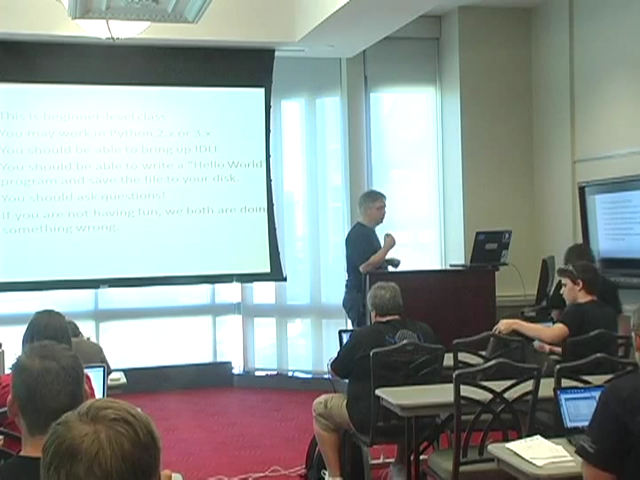 This is beginner level class
You may work in Python 2.x or 3.x
You should be able to bring up IDLE
You should be able to write a "Hello World
program and save the file to your disk.
You should ask questions!
If you are not having fun, we both are doin
something wrong.